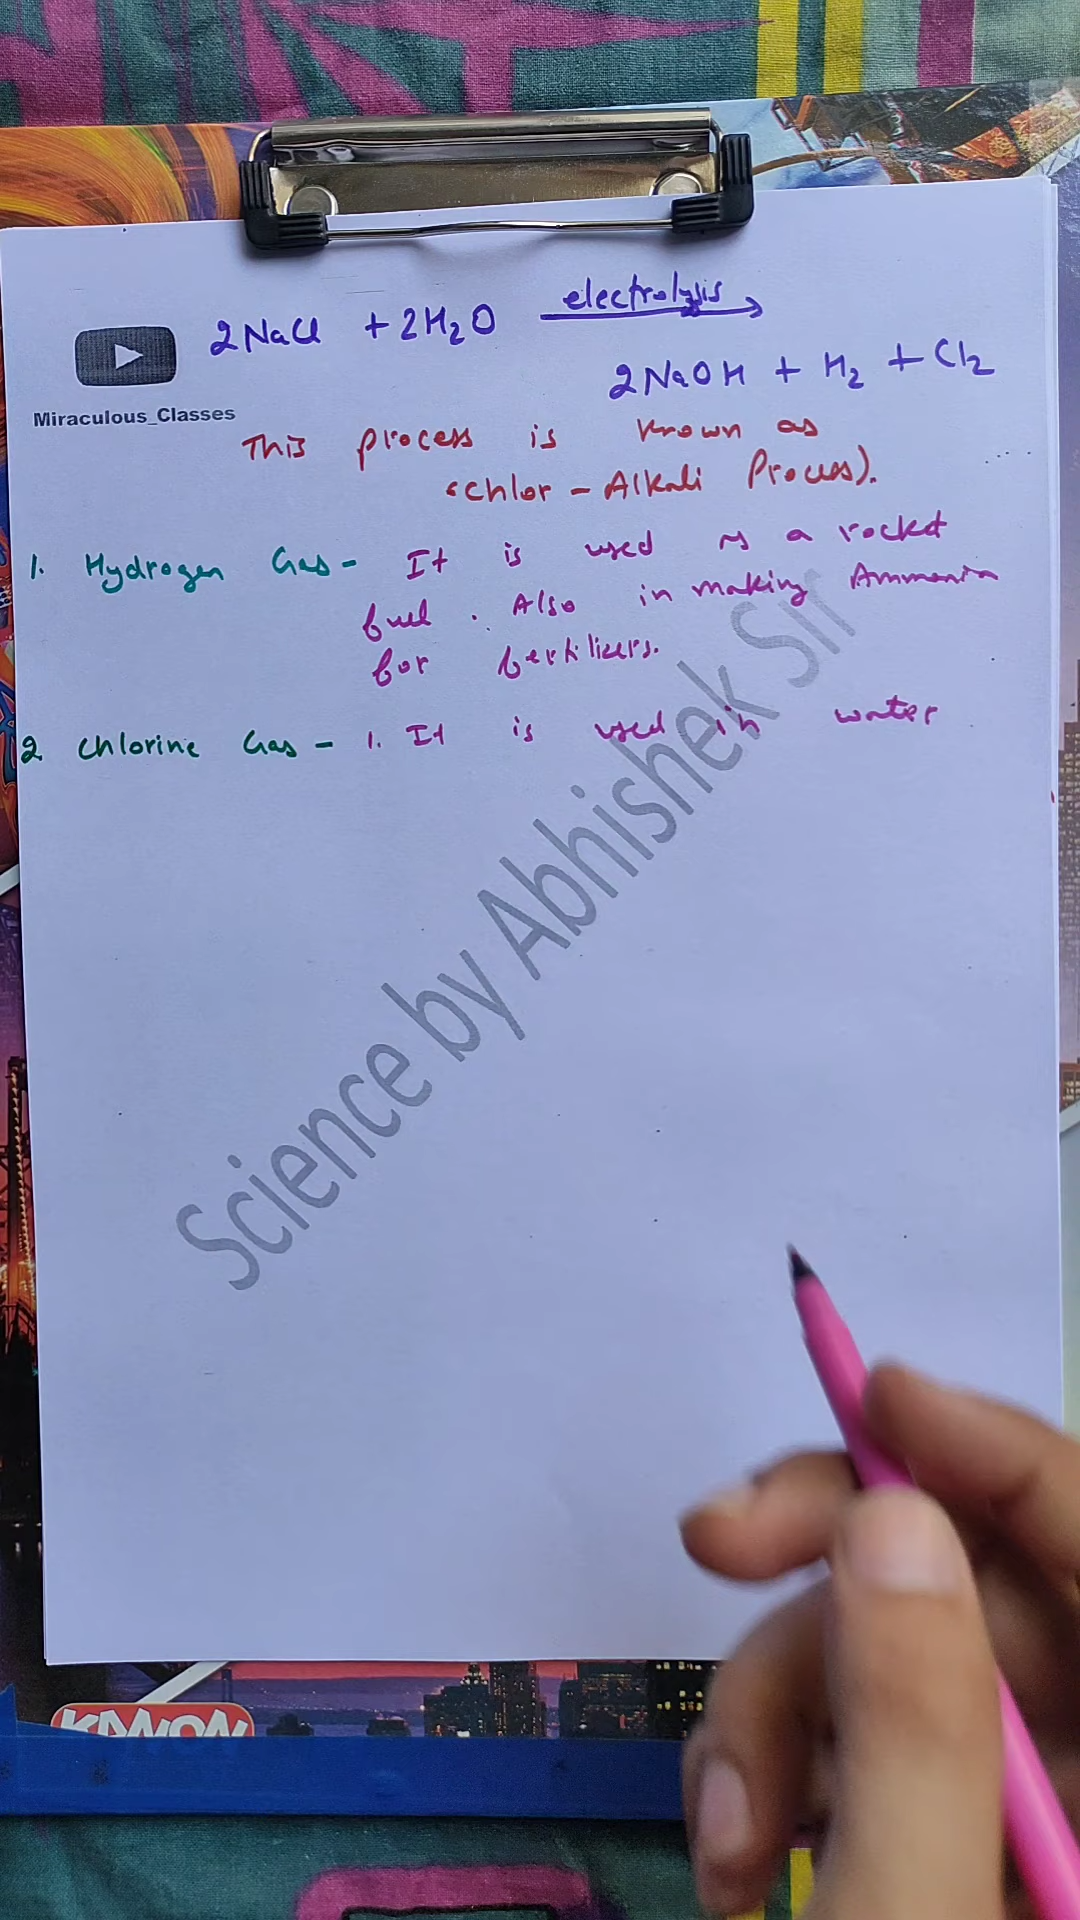 2NaCl + 2H₂O electrolysis →
2NaOH + H₂ + Cl₂
Miraculous_Classes
This process is known as
(Chlor - Alkali Process).
1. Hydrogen Gas - It is used as a rocket
fuel. Also in making Ammonia
for fertilizers.
2. Chlorine Gas - 1. It is used in water
Science by Abhishek Sir
KIWON